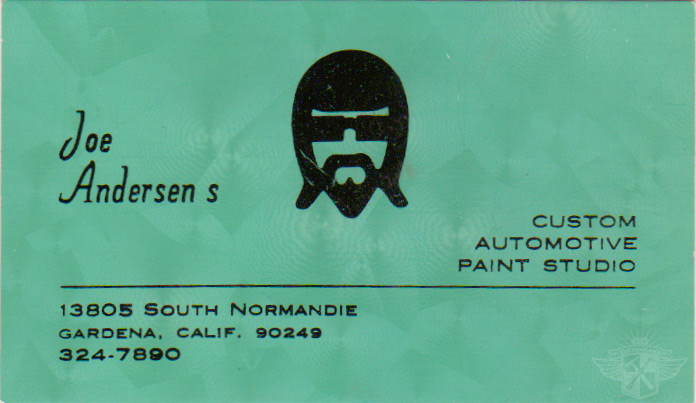 Joe
Andersen s
CUSTOM
AUTOMOTIVE
PAINT STUDIO
13805 SOUTH NORMANDIE
GARDENA, CALIF. 90249
324-7890